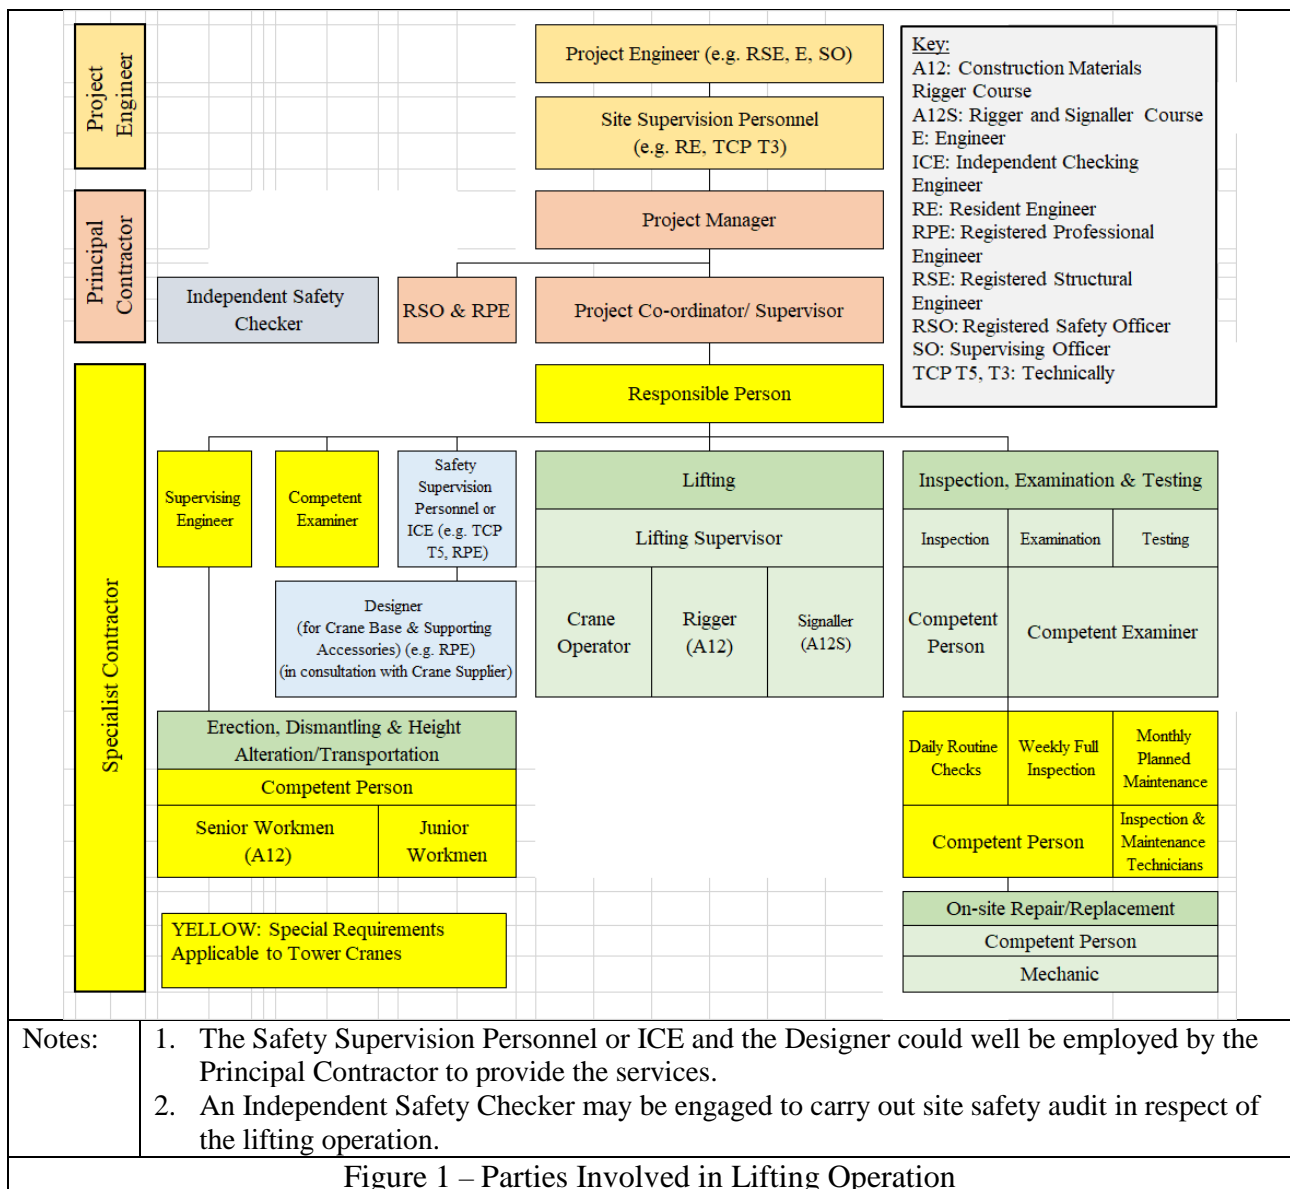 Project
Engineer
Project Engineer (e.g. RSE, E, SO)
Site Supervision Personnel
(e.g. RE, TCP T3)
Key:
A12: Construction Materials
Rigger Course
A12S: Rigger and Signaller Course
E: Engineer
ICE: Independent Checking
Engineer
RE: Resident Engineer
RPE: Registered Professional
Engineer
RSE: Registered Structural
Engineer
RSO: Registered Safety Officer
SO: Supervising Officer
TCP T5, T3: Technically
Principal
Contractor
Project Manager
Independent Safety
Checker
RSO & RPE
Project Co-ordinator/ Supervisor
Specialist Contractor
Responsible Person
Supervising
Engineer
Competent
Examiner
Safety
Supervision
Personnel or
ICE (e.g. TCP
T5, RPE)
Designer
(for Crane Base & Supporting
Accessories) (e.g. RPE)
(in consultation with Crane Supplier)
Lifting
Lifting Supervisor
Crane
Operator
Rigger
(A12)
Signaller
(A12S)
Inspection, Examination & Testing
Inspection
Examination
Testing
Competent
Person
Competent Examiner
Erection, Dismantling & Height
Alteration/Transportation
Competent Person
Senior Workmen
(A12)
Junior
Workmen
Daily Routine
Checks
Weekly Full
Inspection
Monthly
Planned
Maintenance
Competent Person
Inspection &
Maintenance
Technicians
On-site Repair/Replacement
Competent Person
Mechanic
YELLOW: Special Requirements
Applicable to Tower Cranes
Notes:
1. The Safety Supervision Personnel or ICE and the Designer could well be employed by the
Principal Contractor to provide the services.
2. An Independent Safety Checker may be engaged to carry out site safety audit in respect of
the lifting operation.
Figure 1 – Parties Involved in Lifting Operation